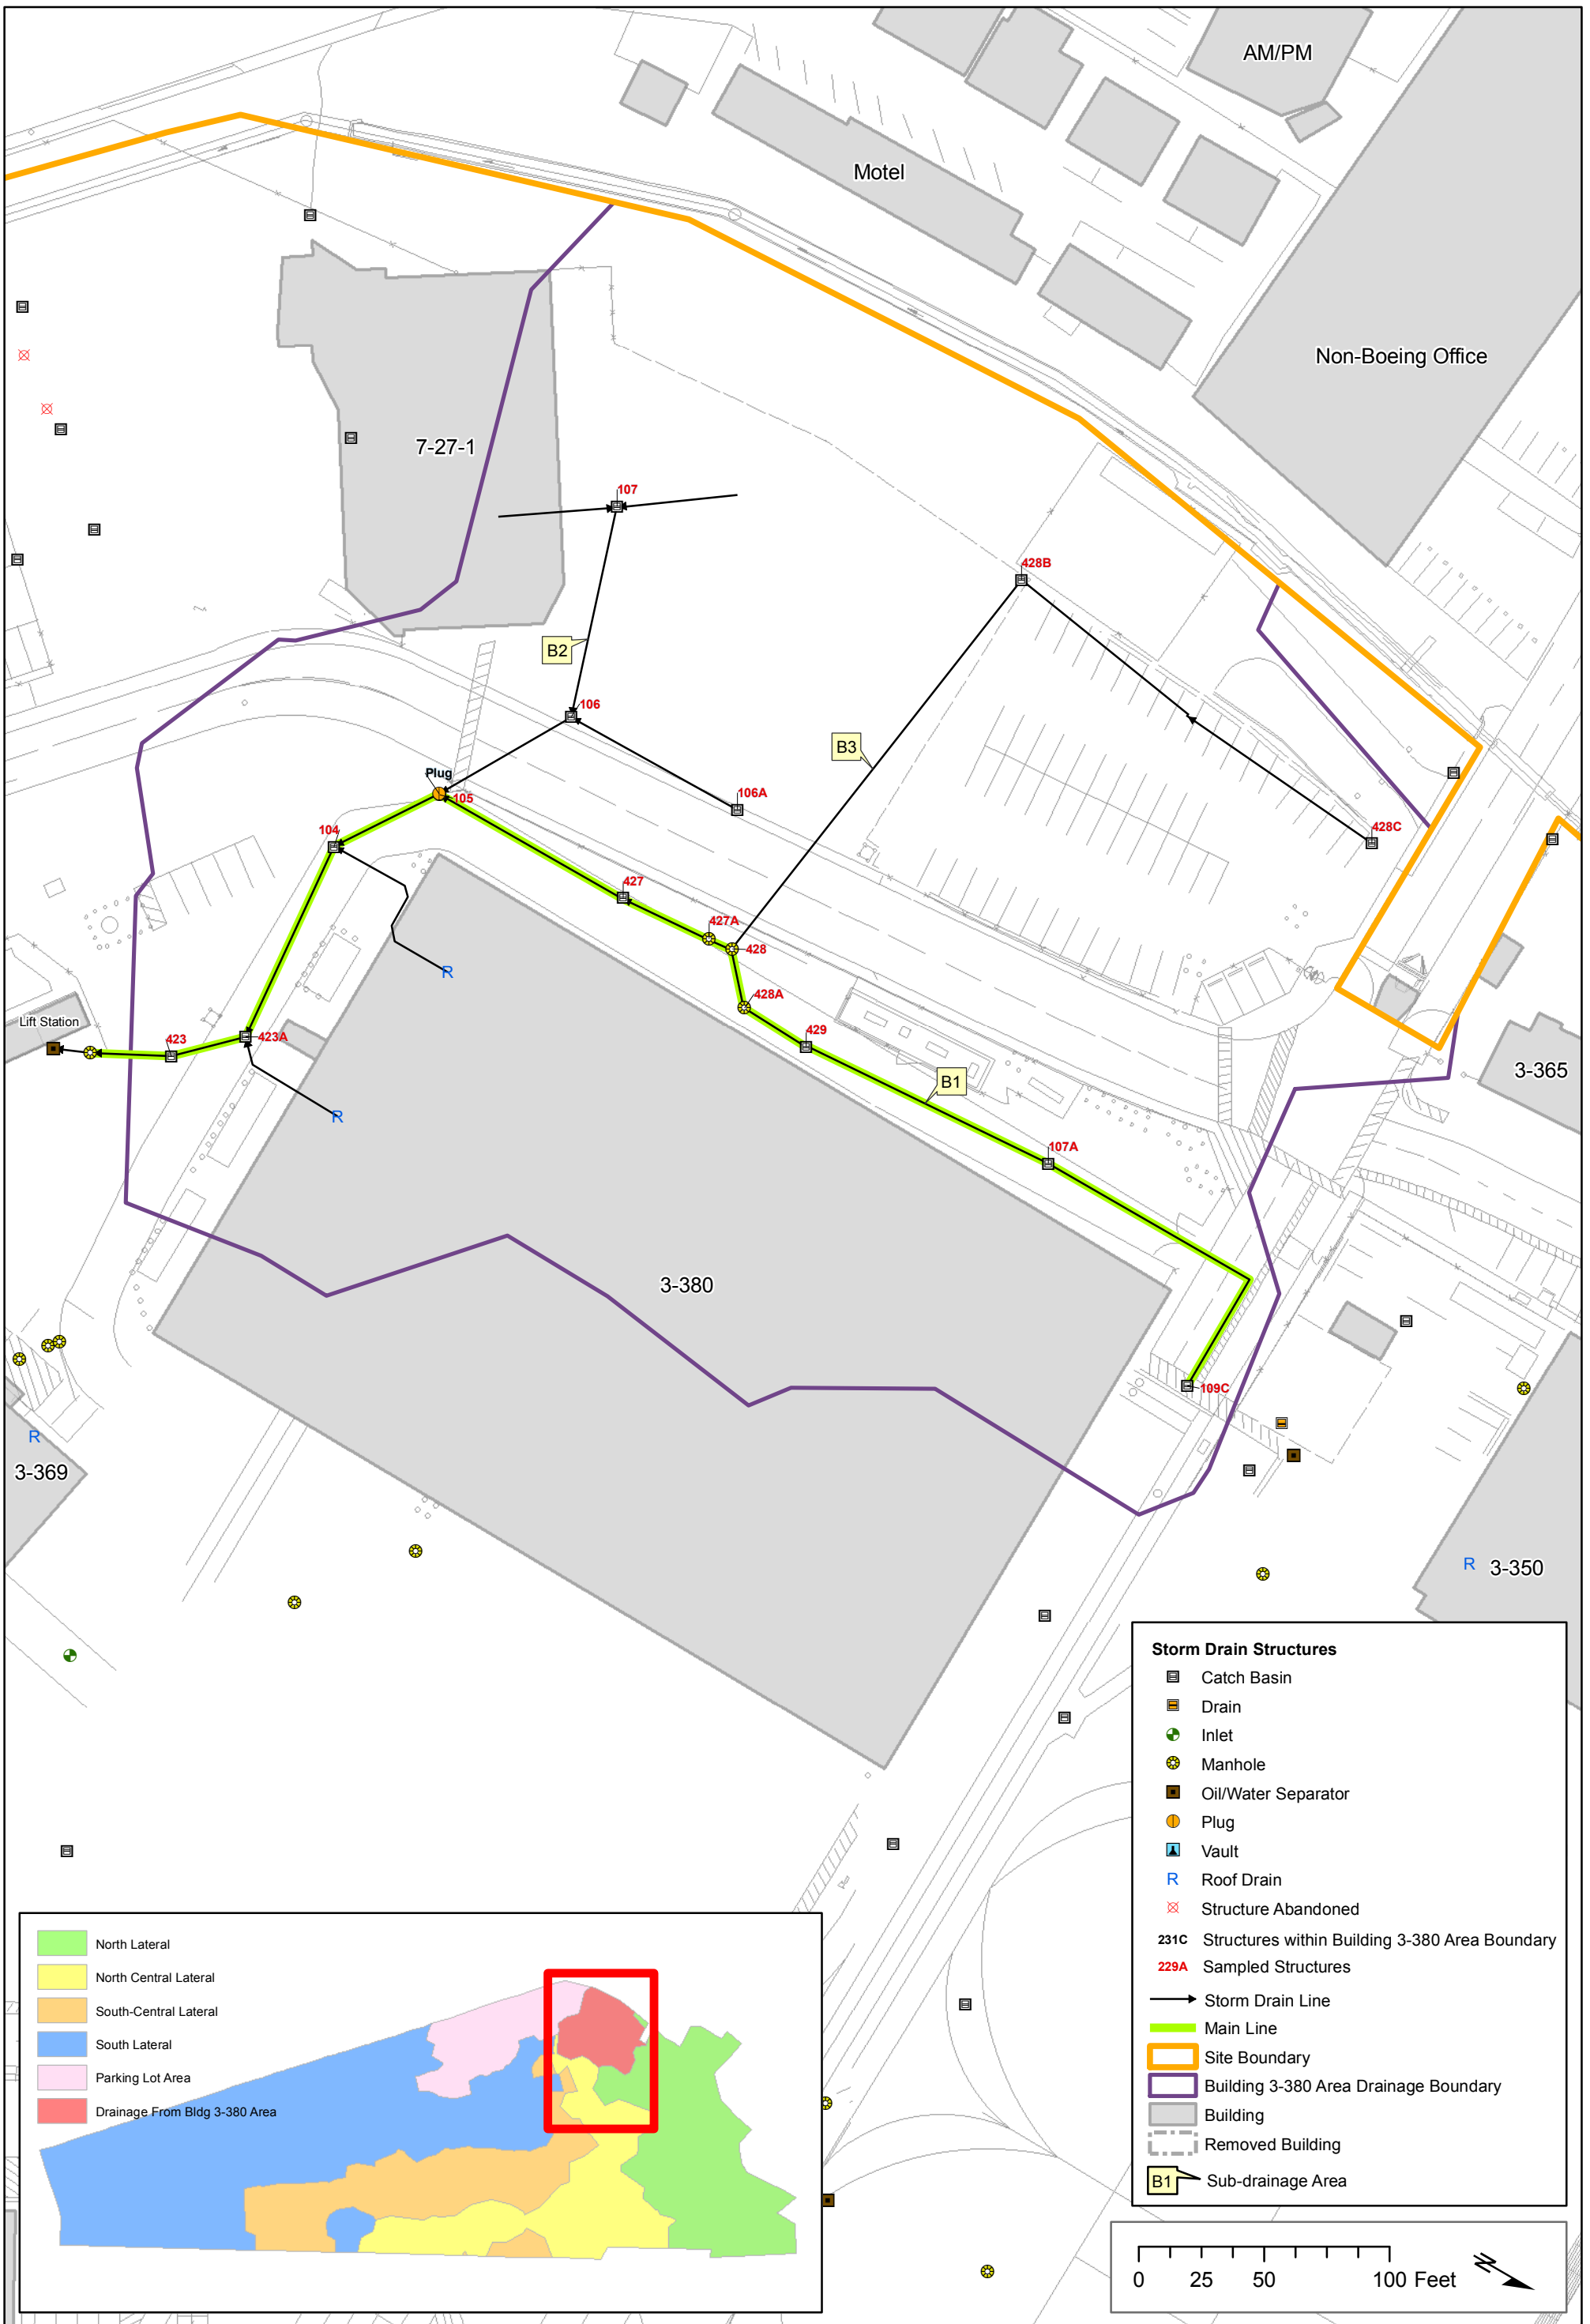 AM/PM
Motel
Non-Boeing Office
7-27-1
107
428B
B2
106
B3
Plug
105
106A
104
428C
427
427A
428
428A
R
Lift Station
423
423A
429
3-365
B1
R
107A
3-380
109C
R
3-369
R 3-350
Storm Drain Structures
Catch Basin
Drain
Inlet
Manhole
Oil/Water Separator
Plug
Vault
R Roof Drain
Structure Abandoned
231C Structures within Building 3-380 Area Boundary
229A Sampled Structures
Storm Drain Line
Main Line
Site Boundary
Building 3-380 Area Drainage Boundary
Building
Removed Building
B1 Sub-drainage Area
North Lateral
North Central Lateral
South-Central Lateral
South Lateral
Parking Lot Area
Drainage From Bldg 3-380 Area
0 25 50 100 Feet
N